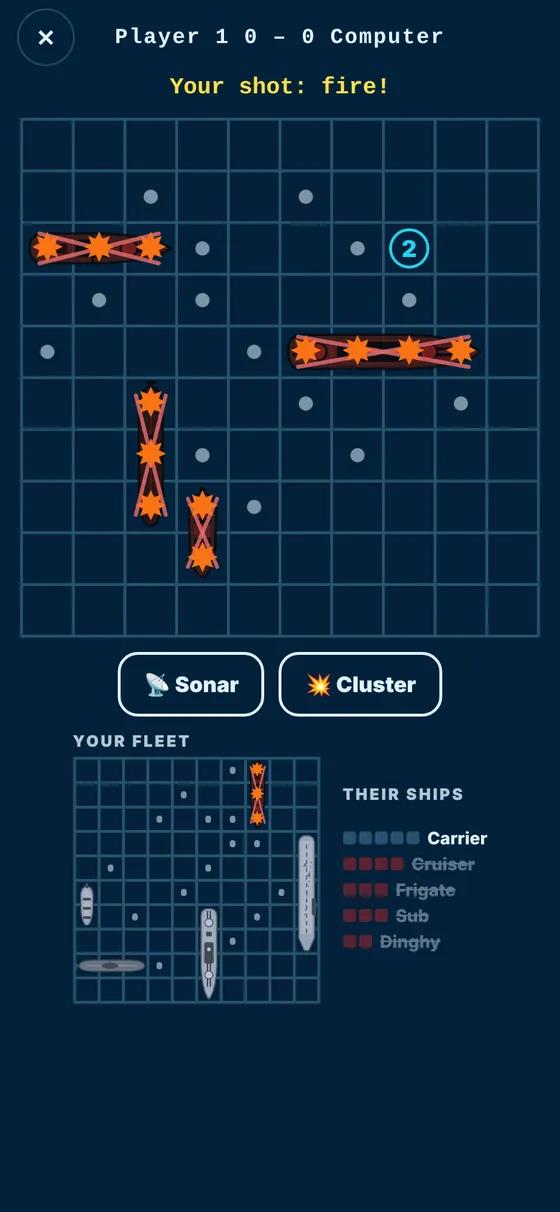 ×
Player 1 0 – 0 Computer
Your shot: fire!
2
📡 Sonar
💥 Cluster
YOUR FLEET
THEIR SHIPS
Carrier
Cruiser
Frigate
Sub
Dinghy